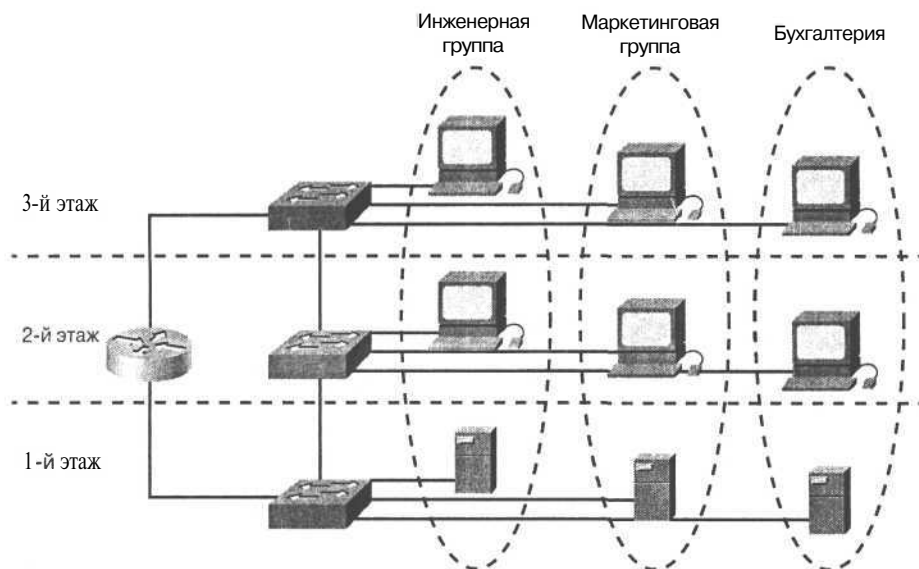 Инженерная
группа
Маркетинговая
группа
Бухгалтерия
3-й этаж
2-й этаж
1-й этаж